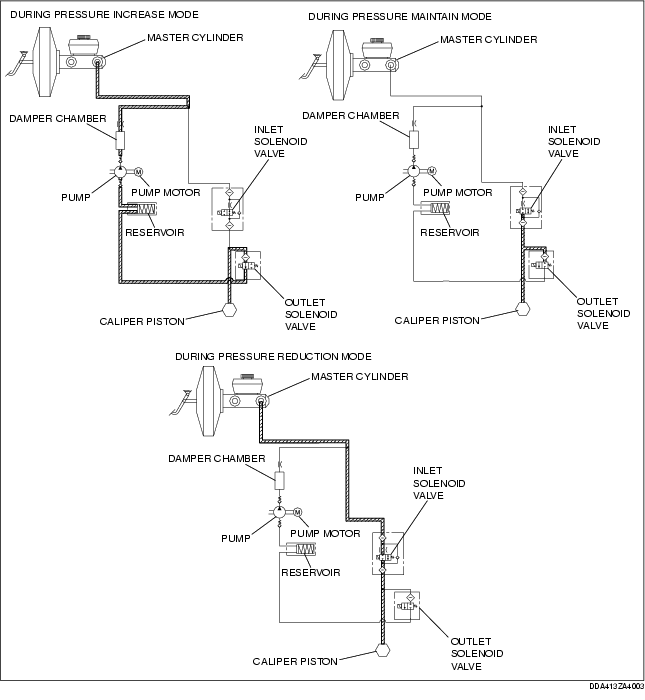 DURING PRESSURE INCREASE MODE
MASTER CYLINDER
DAMPER CHAMBER
INLET
SOLENOID
VALVE
M
PUMP
PUMP MOTOR
RESERVOIR
OUTLET
SOLENOID
VALVE
CALIPER PISTON
DURING PRESSURE MAINTAIN MODE
MASTER CYLINDER
DAMPER CHAMBER
INLET
SOLENOID
VALVE
M
PUMP
PUMP MOTOR
RESERVOIR
OUTLET
SOLENOID
VALVE
CALIPER PISTON
DURING PRESSURE REDUCTION MODE
MASTER CYLINDER
DAMPER CHAMBER
INLET
SOLENOID
VALVE
M
PUMP
PUMP MOTOR
RESERVOIR
OUTLET
SOLENOID
VALVE
CALIPER PISTON
DDA413ZA4003